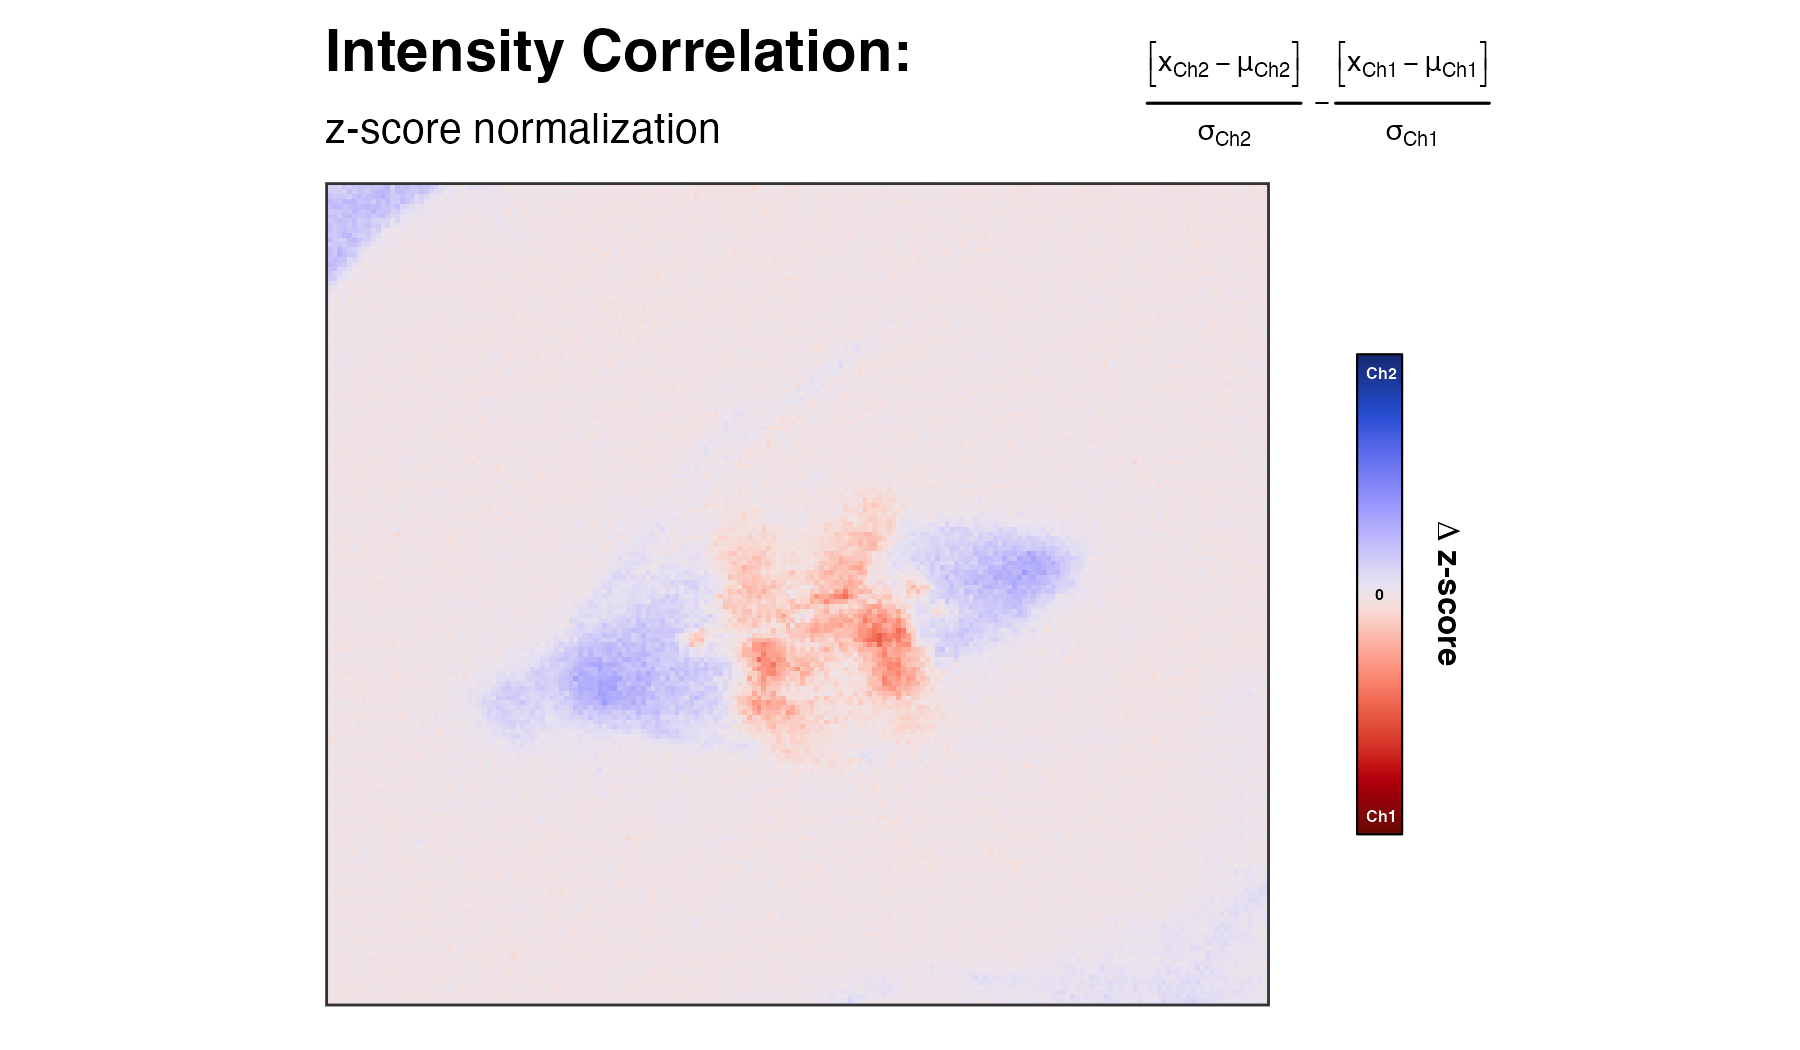 Intensity Correlation:
z-score normalization
[xCh2 – μCh2] [xCh1 – μCh1]
–
σCh2 σCh1
Ch2
0
Ch1
Δ z-score